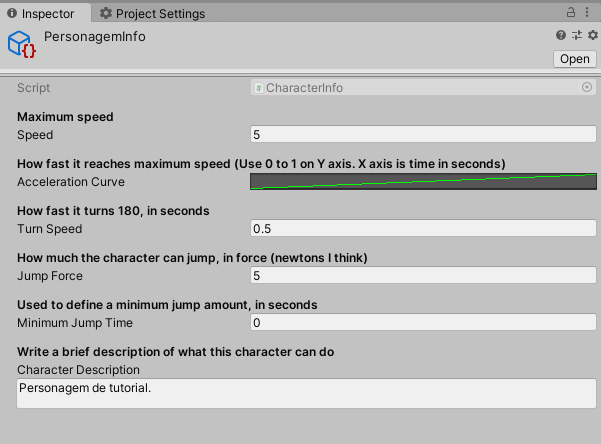 Inspector Project Settings
PersonagemInfo
Open
Script CharacterInfo
Maximum speed
Speed 5
How fast it reaches maximum speed (Use 0 to 1 on Y axis. X axis is time in seconds)
Acceleration Curve
How fast it turns 180, in seconds
Turn Speed 0.5
How much the character can jump, in force (newtons I think)
Jump Force 5
Used to define a minimum jump amount, in seconds
Minimum Jump Time 0
Write a brief description of what this character can do
Character Description
Personagem de tutorial.